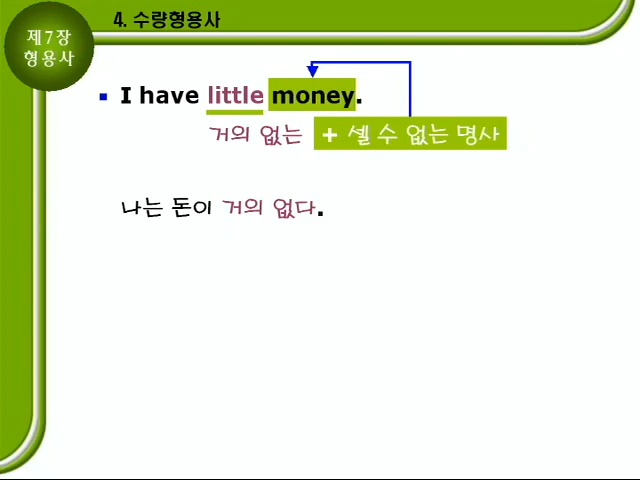 제7장
형용사
4. 수량형용사
I have little money.
거의 없는 + 셀 수 없는 명사
나는 돈이 거의 없다.